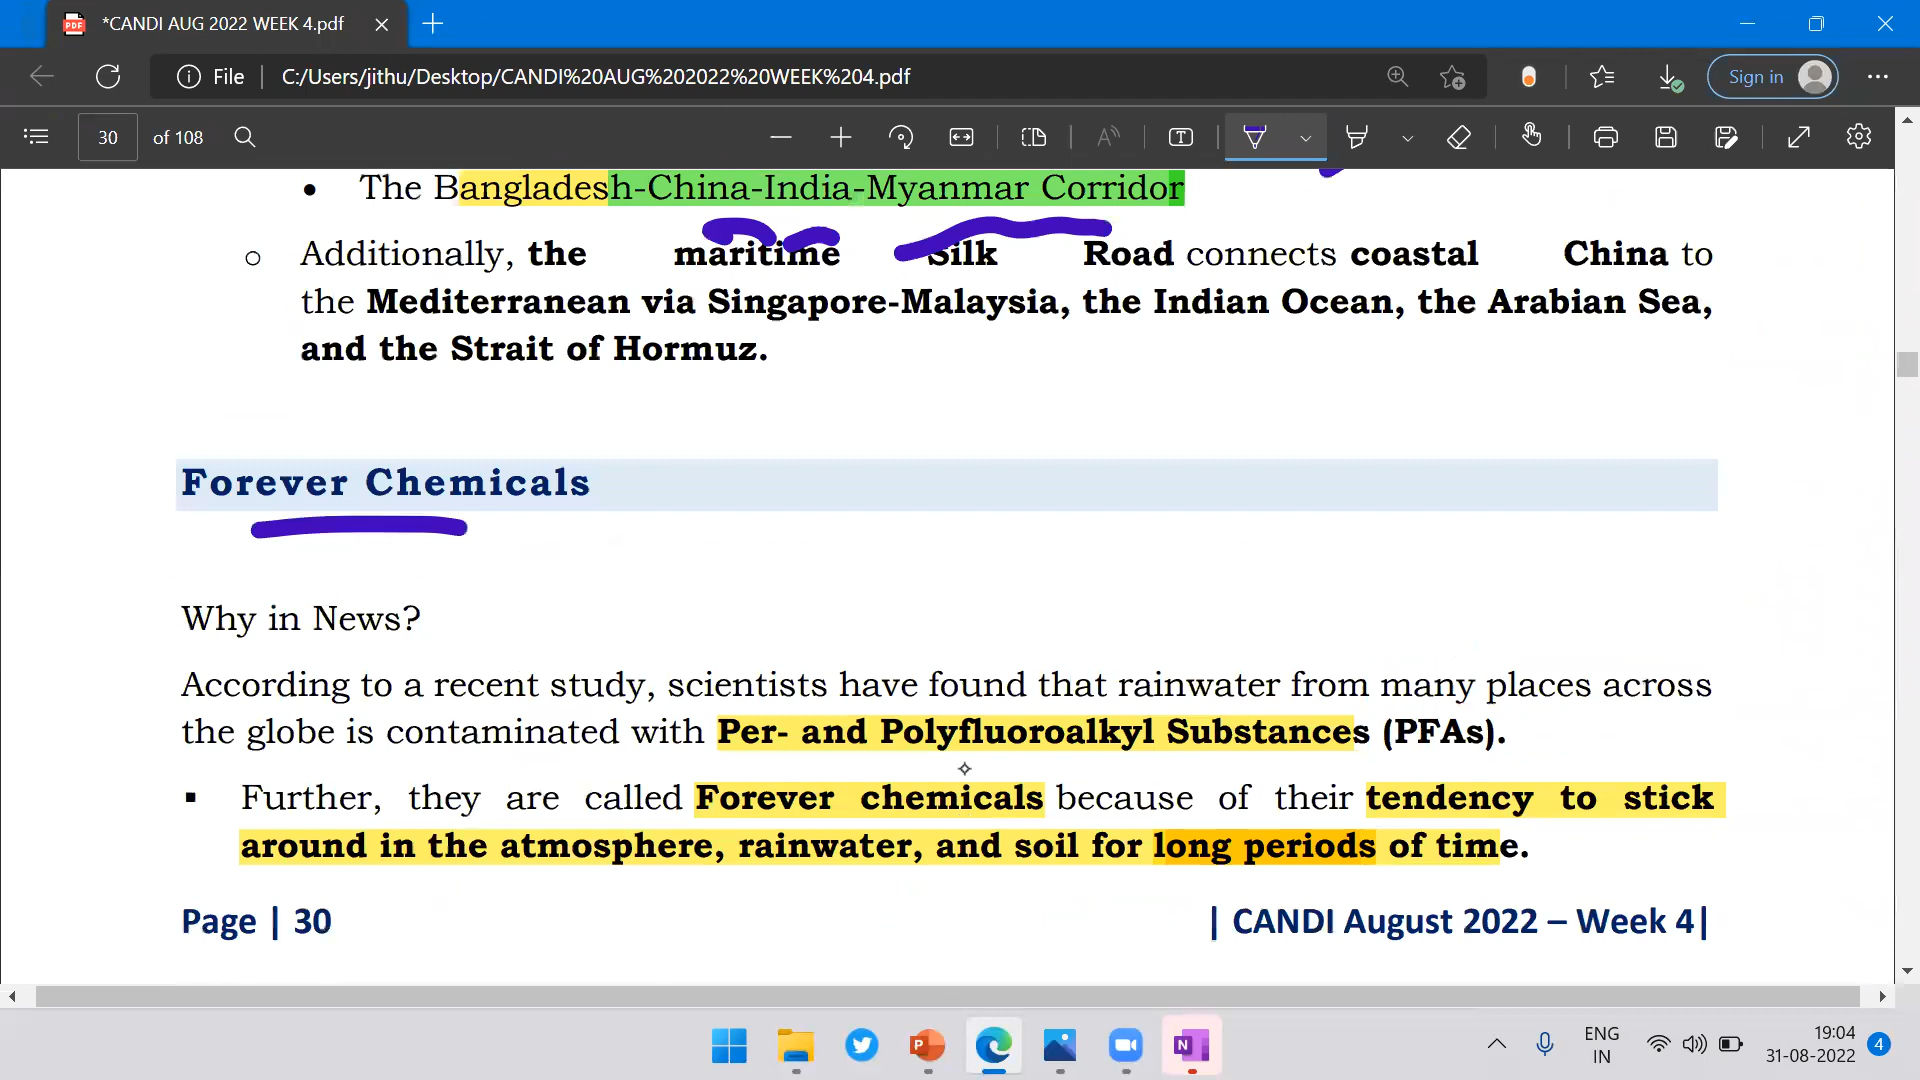 *CANDI AUG 2022 WEEK 4.pdf
File C:/Users/jithu/Desktop/CANDI%20AUG%202022%20WEEK%204.pdf Sign in
30 of 108
• The Bangladesh-China-India-Myanmar Corridor
○ Additionally, the maritime Silk Road connects coastal China to
the Mediterranean via Singapore-Malaysia, the Indian Ocean, the Arabian Sea,
and the Strait of Hormuz.
Forever Chemicals
Why in News?
According to a recent study, scientists have found that rainwater from many places across
the globe is contaminated with Per- and Polyfluoroalkyl Substances (PFAs).
▪ Further, they are called Forever chemicals because of their tendency to stick
around in the atmosphere, rainwater, and soil for long periods of time.
Page | 30 | CANDI August 2022 – Week 4|
ENG 19:04
IN 31-08-2022 4